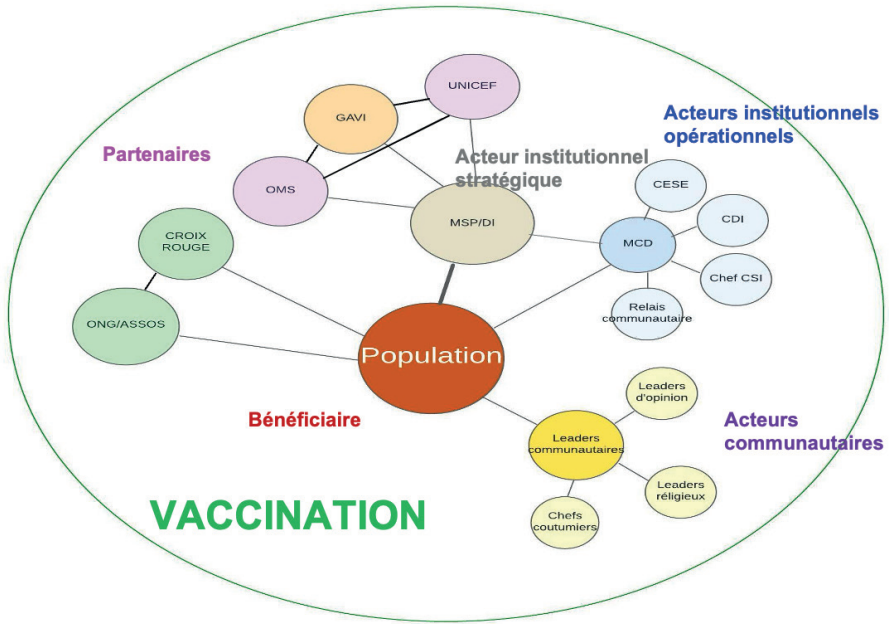 UNICEF
GAVI
Acteurs institutionnels
opérationnels
Partenaires
Acteur institutionnel
stratégique
OMS
CESE
MSP/DI
CDI
CROIX
ROUGE
MCD
Chef CSI
Relais
communautaire
ONG/ASSOS
Population
Leaders
d'opinion
Bénéficiaire
Acteurs
communautaires
Leaders
communautaires
Leaders
réligieux
Chefs
coutumiers
VACCINATION